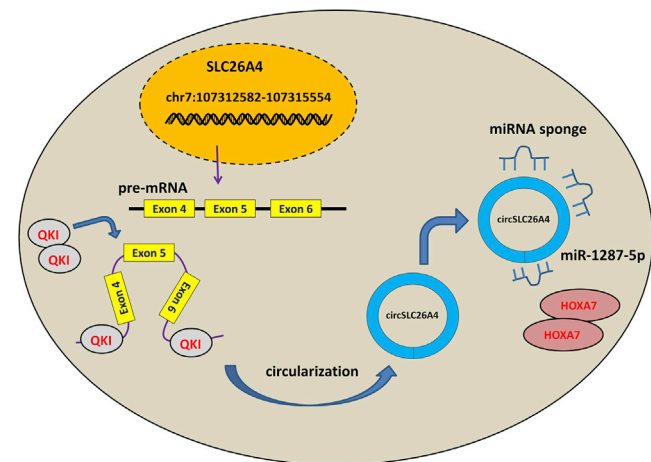 SLC26A4
chr7:107312582-107315554
pre-mRNA
Exon 4 Exon 5 Exon 6
QKI
QKI
Exon 5
Exon 4
Exon 6
QKI
QKI
circularization
circSLC26A4
miRNA sponge
circSLC26A4
miR-1287-5p
HOXA7
HOXA7